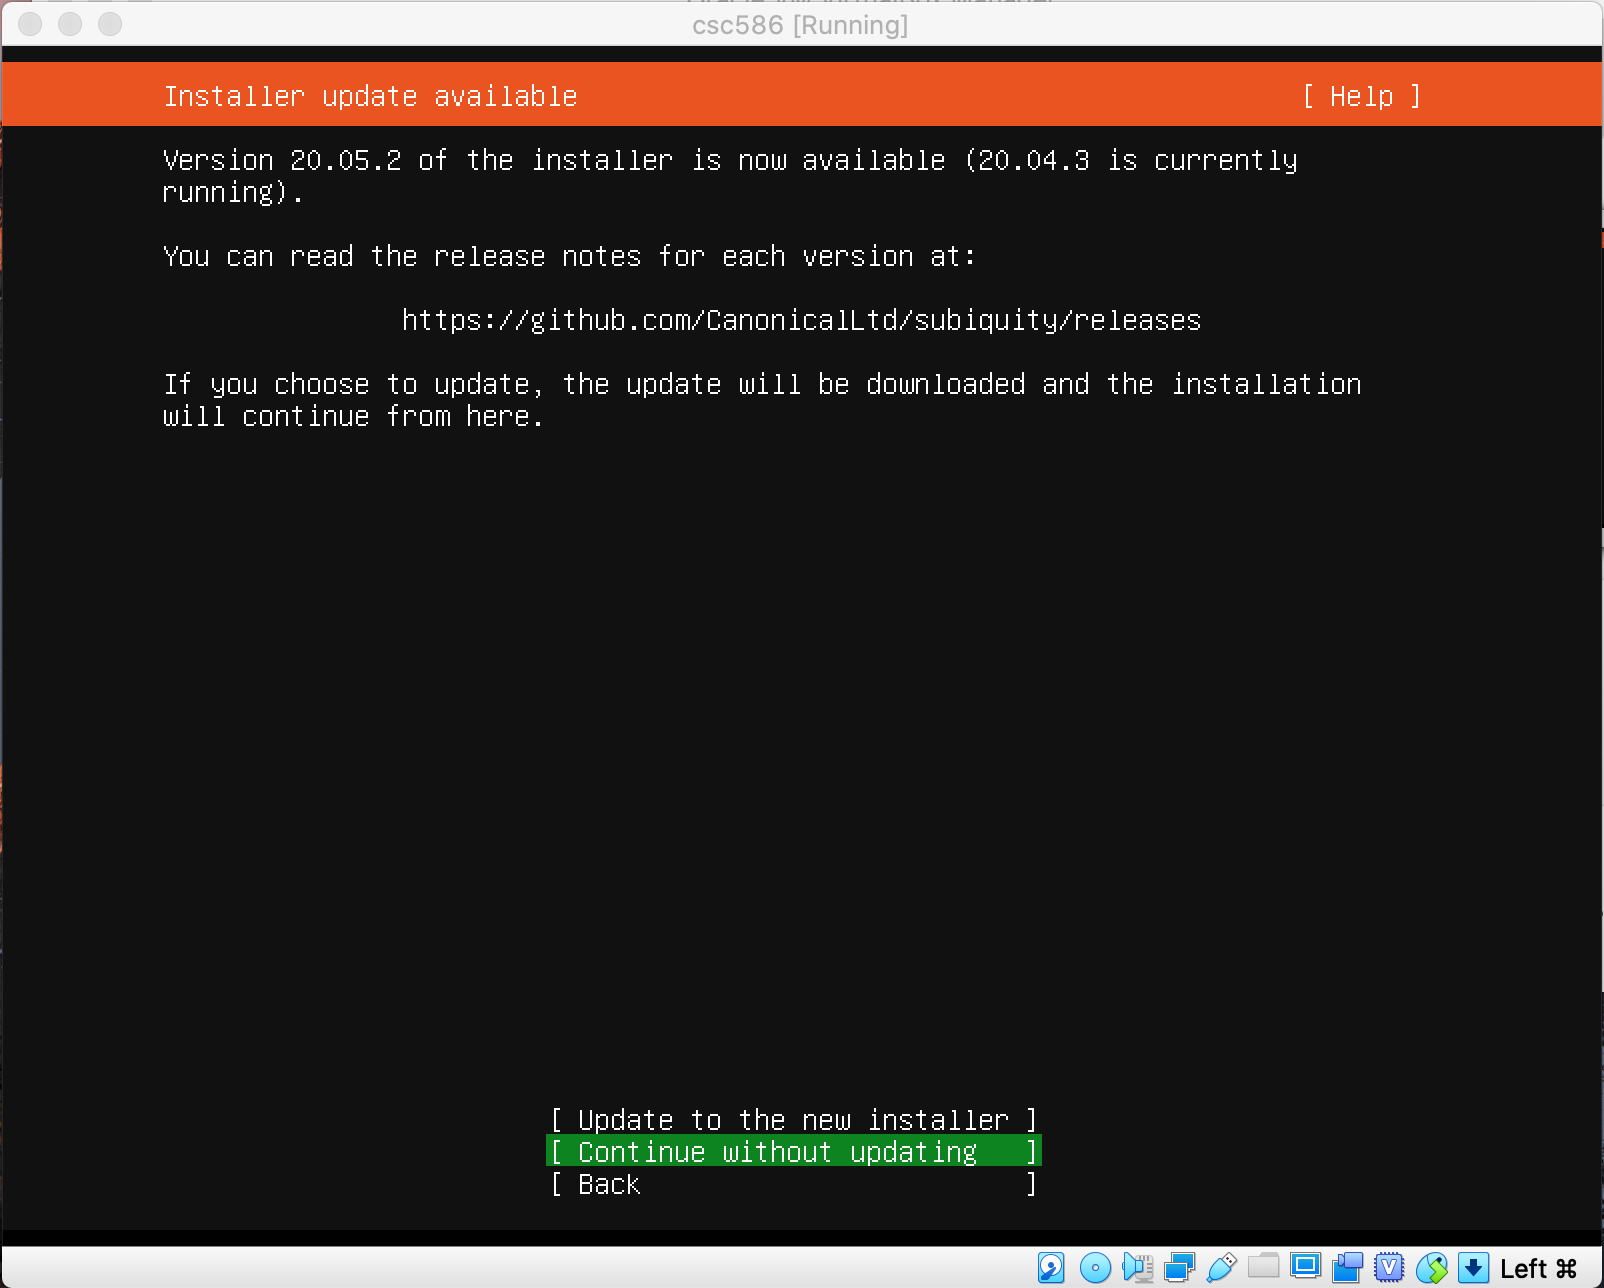 csc586 [Running]
Installer update available [ Help ]
Version 20.05.2 of the installer is now available (20.04.3 is currently
running).
You can read the release notes for each version at:
https://github.com/CanonicalLtd/subiquity/releases
If you choose to update, the update will be downloaded and the installation
will continue from here.
[ Update to the new installer ]
[ Continue without updating ]
[ Back ]
Left ⌘